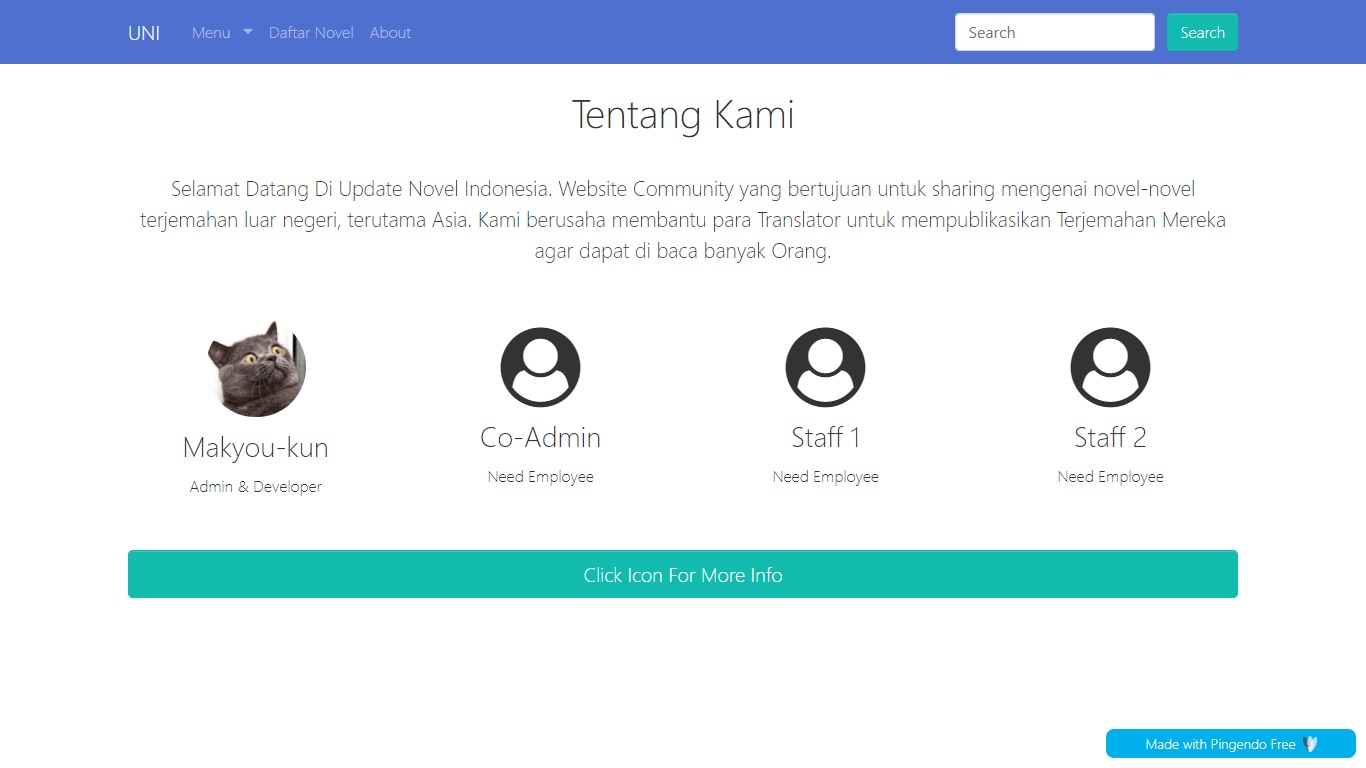 UNI Menu Daftar Novel About Search Search
Tentang Kami
Selamat Datang Di Update Novel Indonesia. Website Community yang bertujuan untuk sharing mengenai novel-novel
terjemahan luar negeri, terutama Asia. Kami berusaha membantu para Translator untuk mempublikasikan Terjemahan Mereka
agar dapat di baca banyak Orang.
Makyou-kun
Admin & Developer
Co-Admin
Need Employee
Staff 1
Need Employee
Staff 2
Need Employee
Click Icon For More Info
Made with Pingendo Free